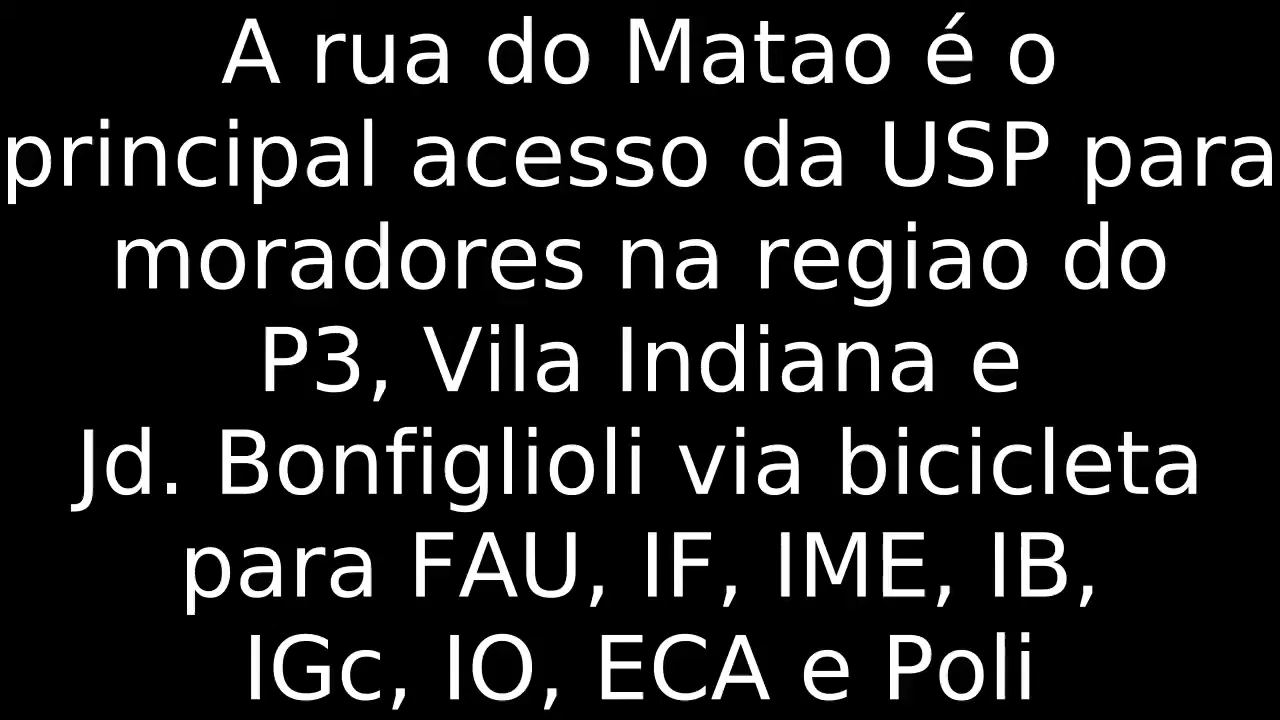 A rua do Matao é o
principal acesso da USP para
moradores na regiao do
P3, Vila Indiana e
Jd. Bonfiglioli via bicicleta
para FAU, IF, IME, IB,
IGc, IO, ECA e Poli